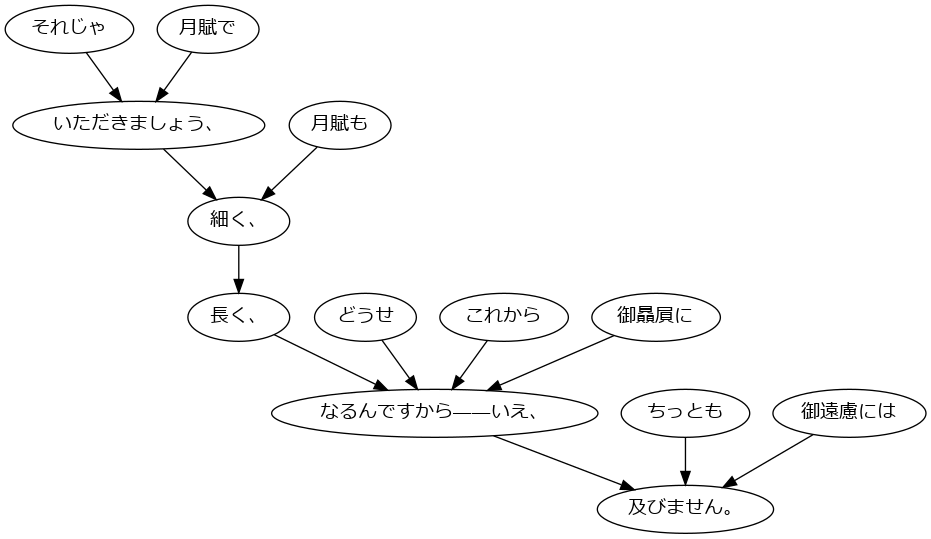 それじゃ
月賦で
いただきましょう、
月賦も
細く、
長く、
どうせ
これから
御贔屓に
なるんですから――いえ、
ちっとも
御遠慮には
及びません。